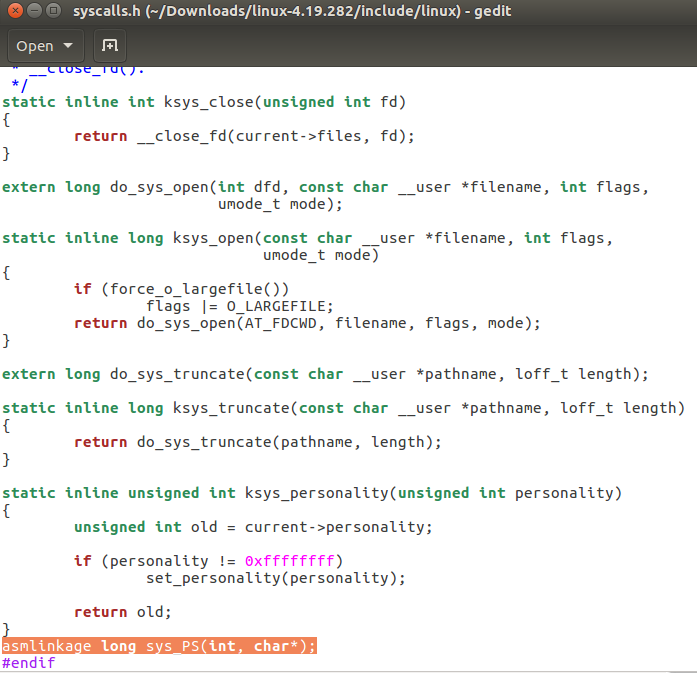 syscalls.h (~/Downloads/linux-4.19.282/include/linux) - gedit
Open
 * __close_fd().
 */
static inline int ksys_close(unsigned int fd)
{
        return __close_fd(current->files, fd);
}

extern long do_sys_open(int dfd, const char __user *filename, int flags,
                        umode_t mode);

static inline long ksys_open(const char __user *filename, int flags,
                             umode_t mode)
{
        if (force_o_largefile())
                flags |= O_LARGEFILE;
        return do_sys_open(AT_FDCWD, filename, flags, mode);
}

extern long do_sys_truncate(const char __user *pathname, loff_t length);

static inline long ksys_truncate(const char __user *pathname, loff_t length)
{
        return do_sys_truncate(pathname, length);
}

static inline unsigned int ksys_personality(unsigned int personality)
{
        unsigned int old = current->personality;

        if (personality != 0xffffffff)
                set_personality(personality);

        return old;
}
asmlinkage long sys_PS(int, char*);
#endif